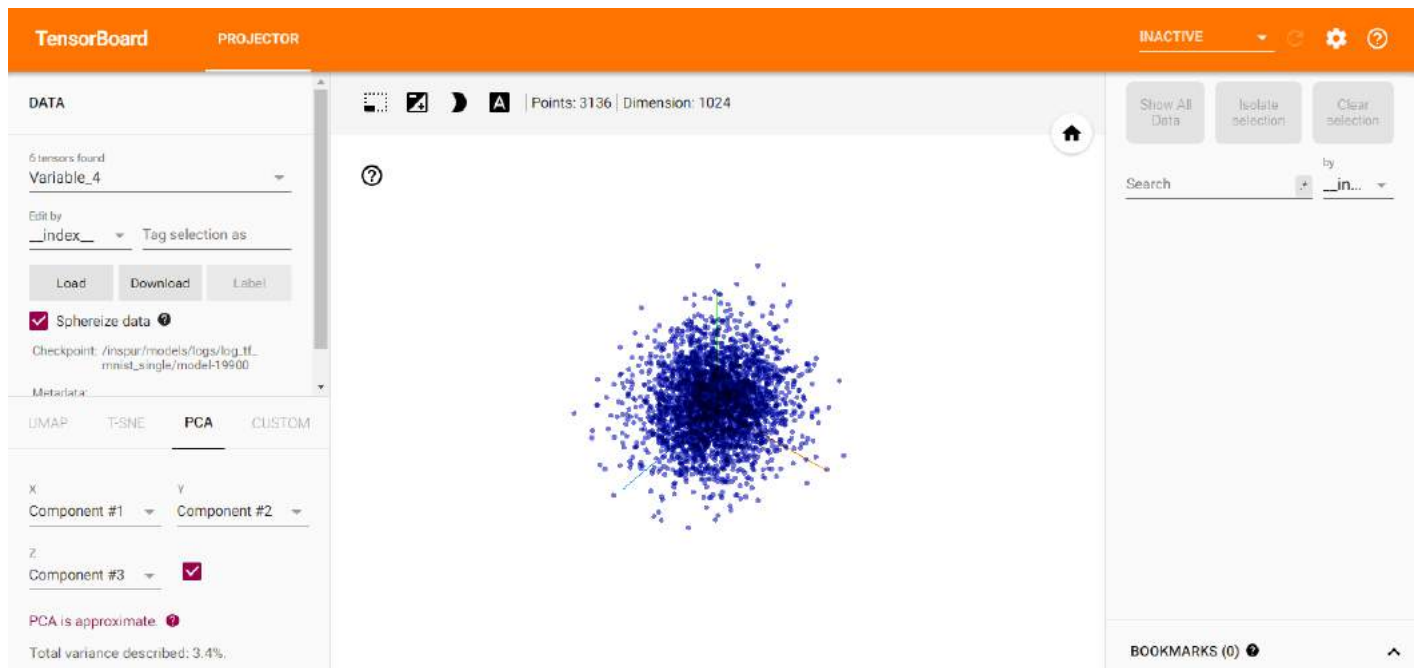 TensorBoard
PROJECTOR
INACTIVE
DATA
6 tensors found
Variable_4
Edit by
__index__
Tag selection as
Load
Download
Label
Sphereize data
Checkpoint: /inspur/models/logs/log_tf_
mnist_single/model-19900
Metadata:
UMAP
T-SNE
PCA
CUSTOM
X
Component #1
Y
Component #2
Z
Component #3
PCA is approximate.
Total variance described: 3.4%.
A
Points: 3136
Dimension: 1024
Show All
Data
Isolate
selection
Clear
selection
Search
.*
by
__in...
BOOKMARKS (0)